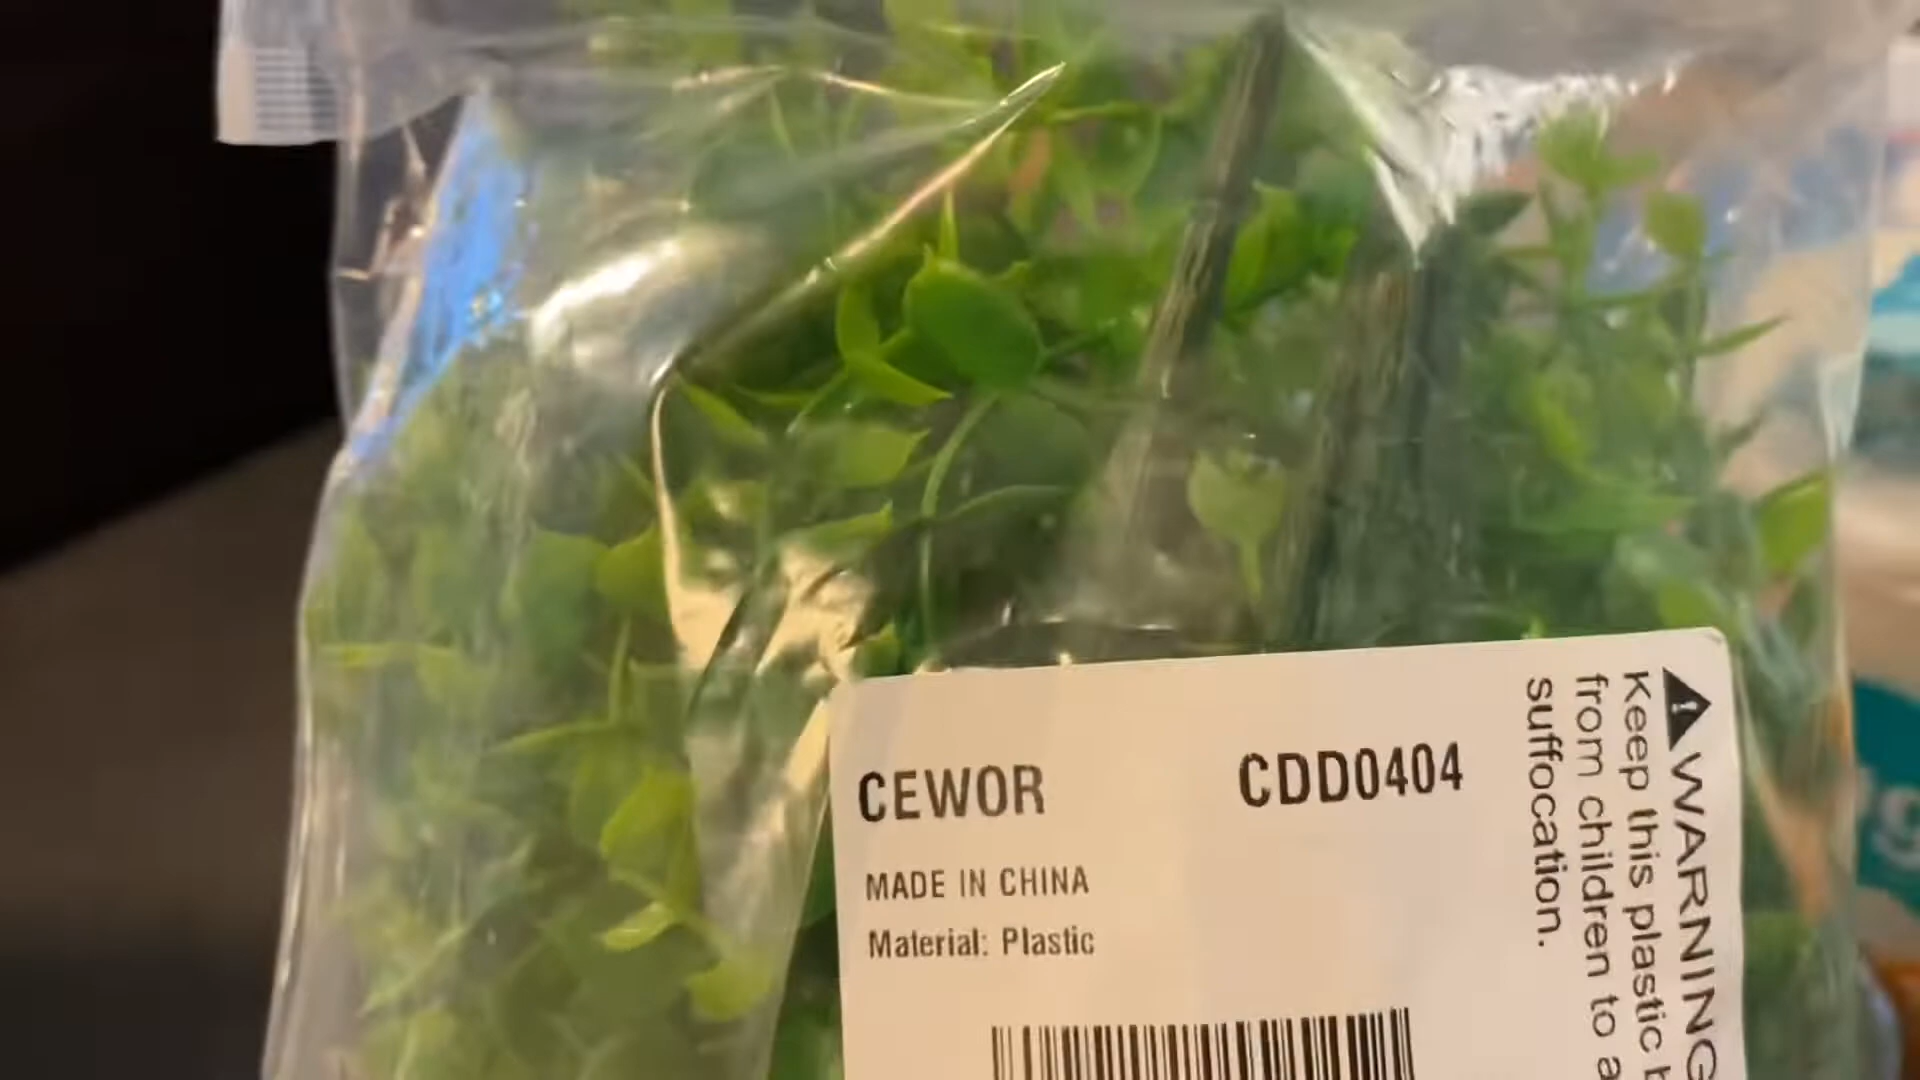 CEWOR CDD0404
MADE IN CHINA
Material: Plastic
WARNING
Keep this plastic
from children to
suffocation.